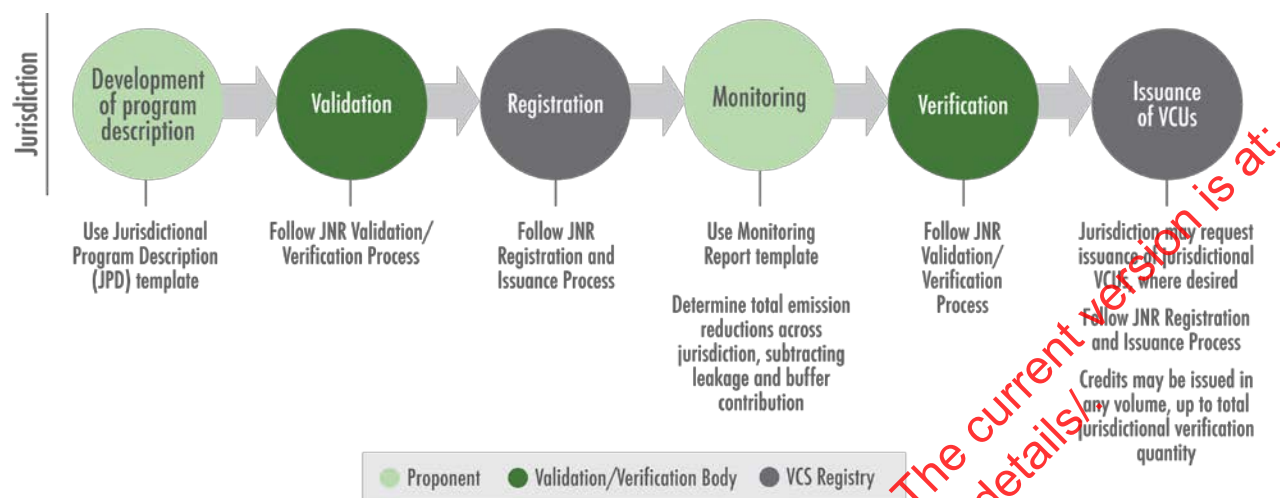 Jurisdiction
Development
of program
description
Validation
Registration
Monitoring
Verification
Issuance
of VCUs
Use Jurisdictional
Program Description
(JPD) template
Follow JNR Validation/
Verification Process
Follow JNR
Registration and
Issuance Process
Use Monitoring
Report template
Determine total emission
reductions across
jurisdiction, subtracting
leakage and buffer
contribution
Follow JNR
Validation/
Verification
Process
Jurisdiction may request
issuance of jurisdictional
VCUs, where desired
Follow JNR Registration
and Issuance Process
Credits may be issued in
any volume, up to total
jurisdictional verification
quantity
Proponent
Validation/Verification Body
VCS Registry
The current version is at:
details/.